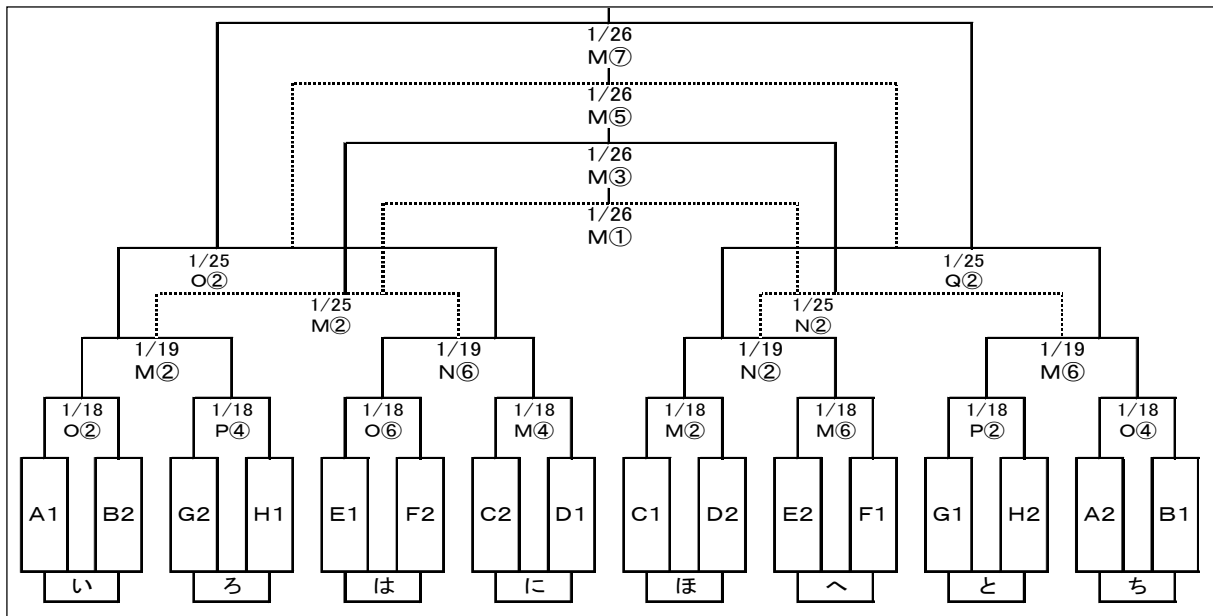 1/26
M⑦
1/26
M⑤
1/26
M③
1/26
M①
1/25 1/25
O② Q②
1/25 1/25
M② N②
1/19 1/19 1/19 1/19
M② N⑥ N② M⑥
1/18 1/18 1/18 1/18 1/18 1/18 1/18 1/18
O② P④ O⑥ M④ M② M⑥ P② O④
A1 B2 G2 H1 E1 F2 C2 D1 C1 D2 E2 F1 G1 H2 A2 B1
い ろ は に ほ へ と ち